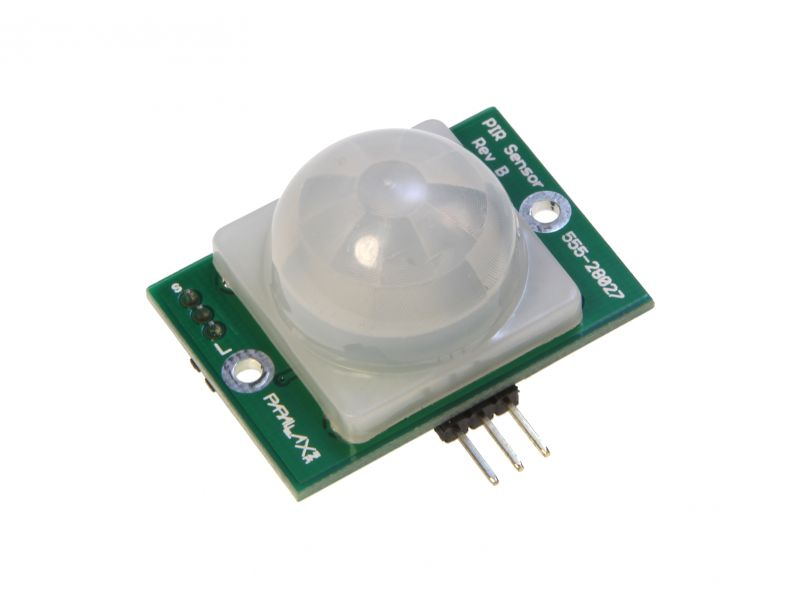 PIR Sensor
Rev B
555-28027
S
L
PARALLAX